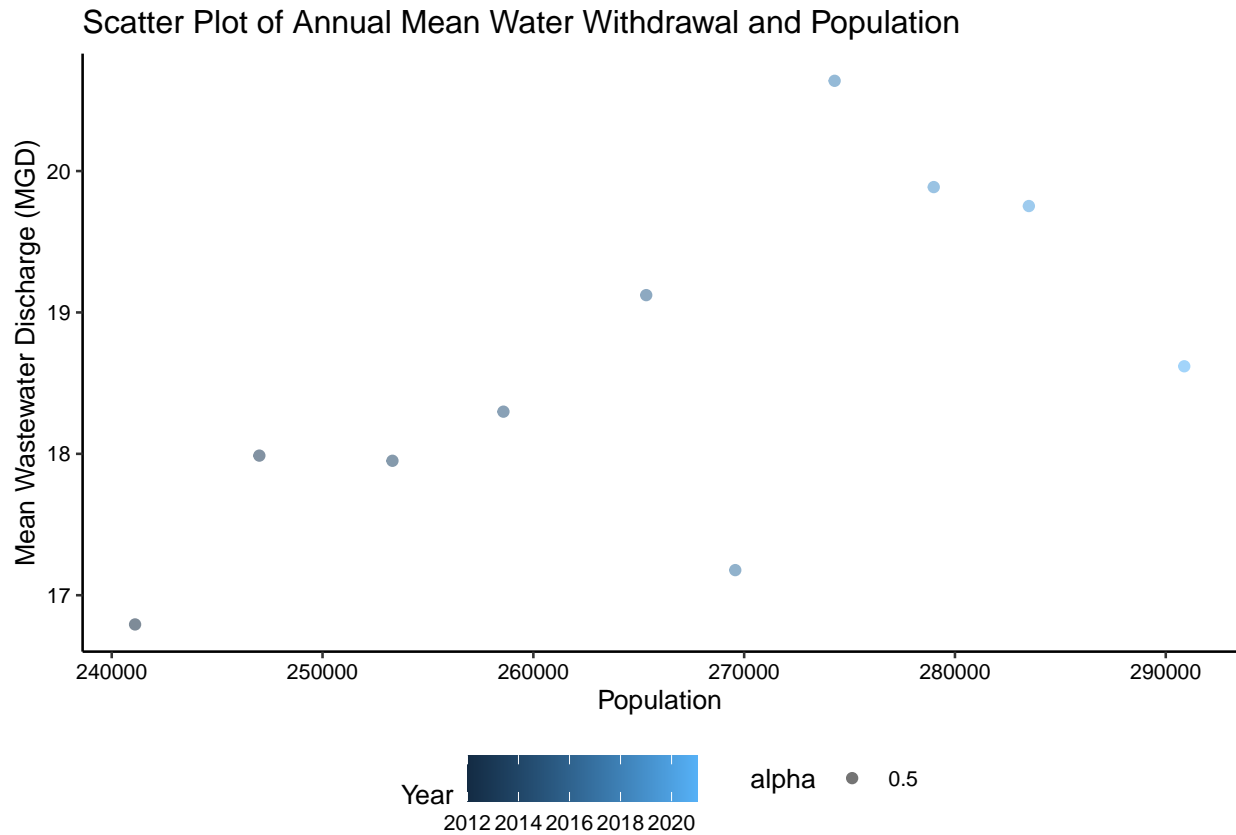 Scatter Plot of Annual Mean Water Withdrawal and Population
Mean Wastewater Discharge (MGD)
20
19
18
17
240000 250000 260000 270000 280000 290000
Population
Year
2012 2014 2016 2018 2020
alpha 0.5